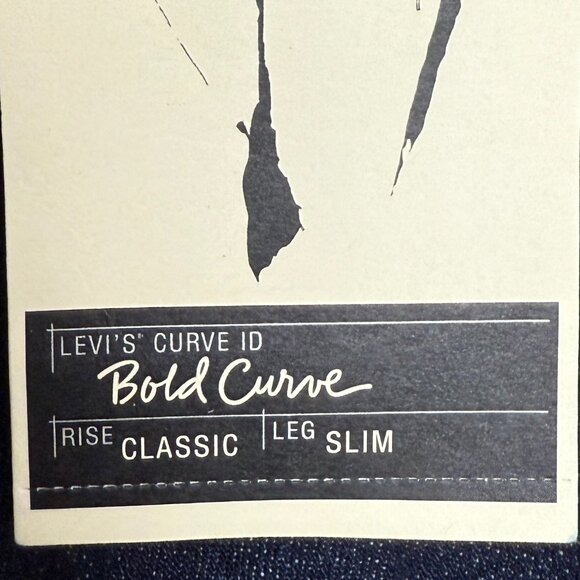 LEVI'S® CURVE ID
Bold Curve
RISE CLASSIC LEG SLIM